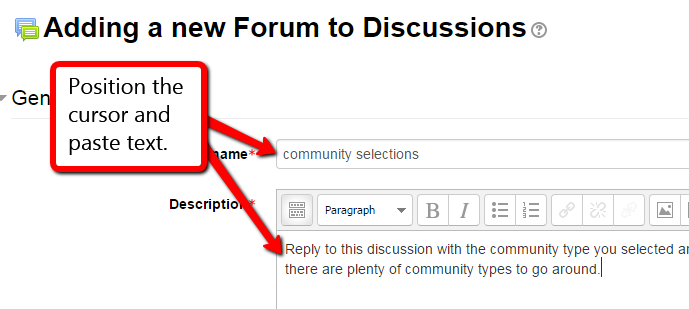 Adding a new Forum to Discussions
Gen
Position the
cursor and
paste text.
name* community selections
Description*
Paragraph B I
Reply to this discussion with the community type you selected an
there are plenty of community types to go around.